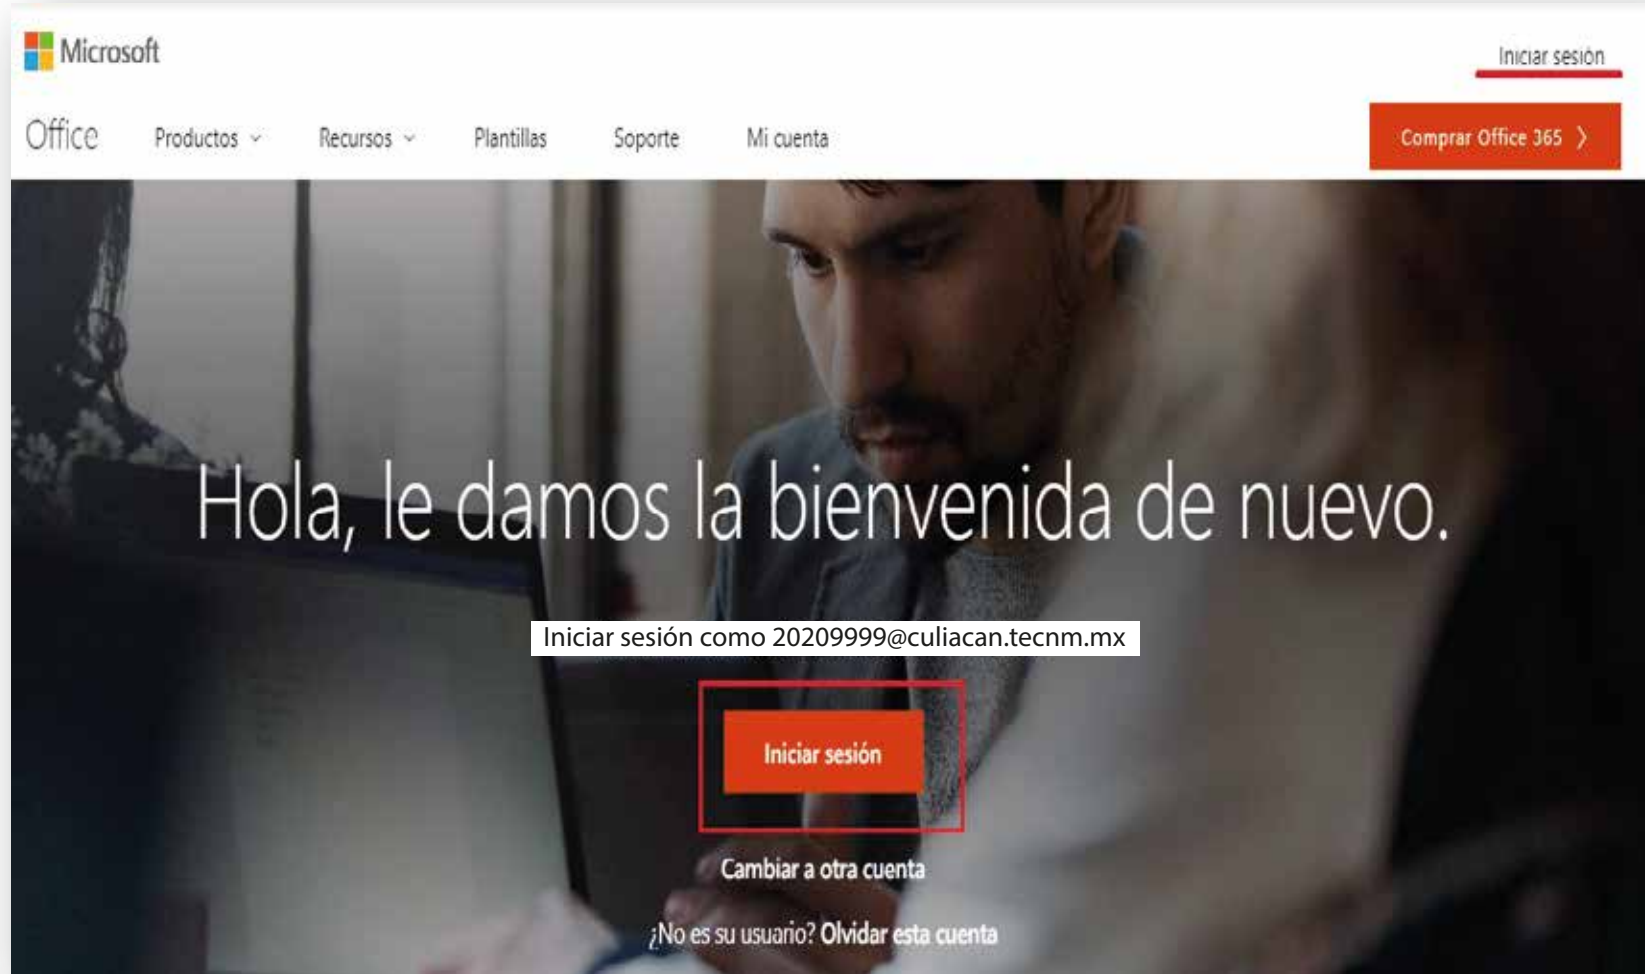 Microsoft
Iniciar sesión
Office Productos Recursos Plantillas Soporte Mi cuenta Comprar Office 365
Hola, le damos la bienvenida de nuevo.
Iniciar sesión como 20209999@culiacan.tecnm.mx
Iniciar sesión
Cambiar a otra cuenta
¿No es su usuario? Olvidar esta cuenta